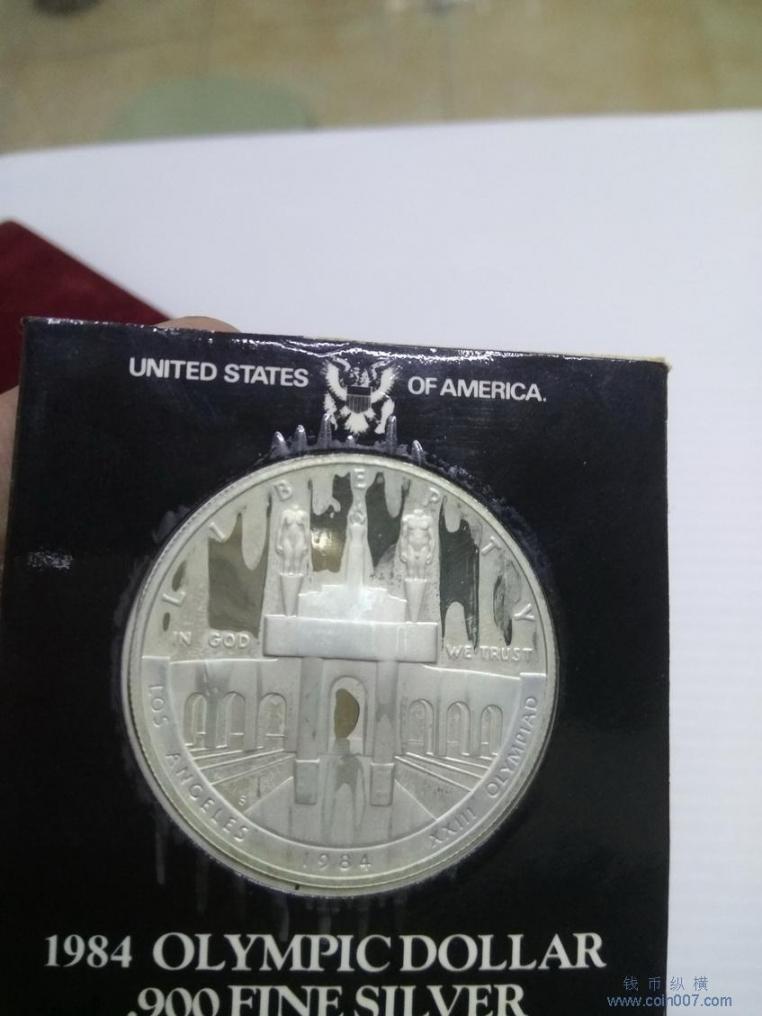 UNITED STATES OF AMERICA.
LIBERTY
IN GOD WE TRUST
LOS ANGELES XXIII OLYMPIAD
S
1984
1984 OLYMPIC DOLLAR
.900 FINE SILVER
钱币纵横
www.coin007.com